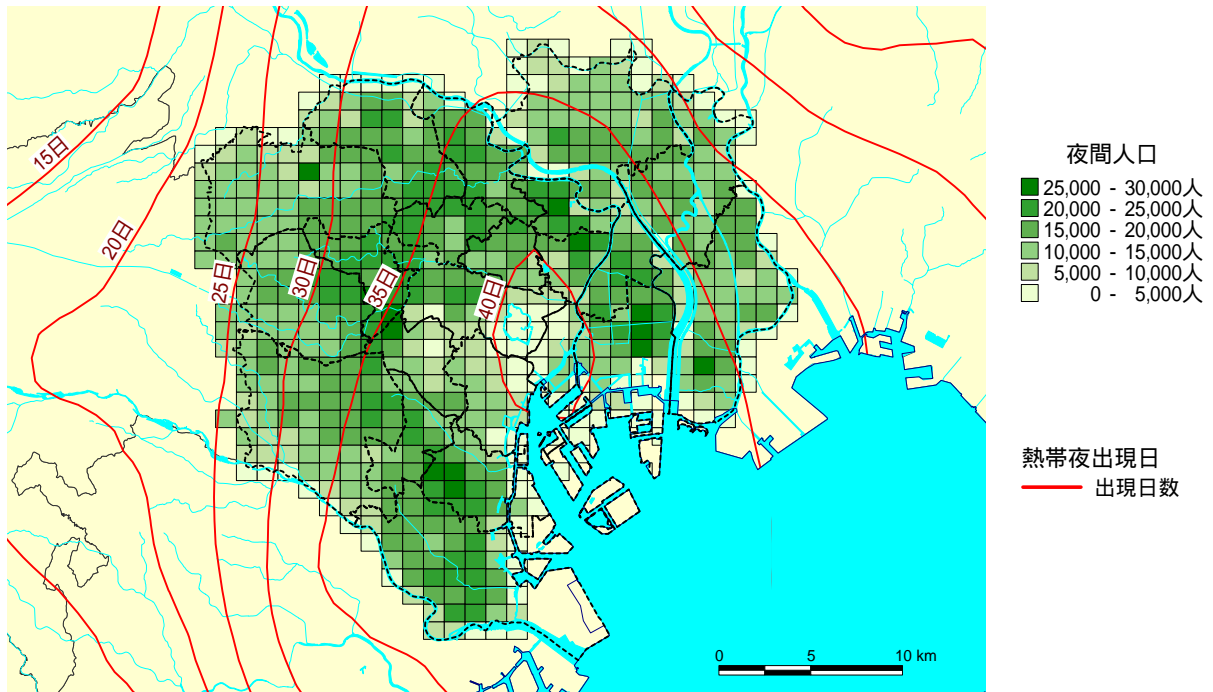 15日
20日
25日
30日
35日
40日
夜間人口
25,000 - 30,000人
20,000 - 25,000人
15,000 - 20,000人
10,000 - 15,000人
5,000 - 10,000人
0 - 5,000人
熱帯夜出現日
出現日数
0 5 10 km